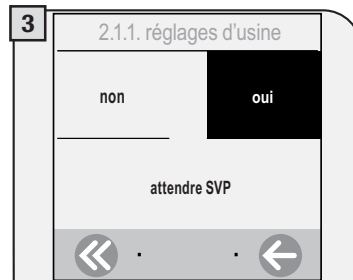 3
2.1.1. réglages d'usine
non oui
attendre SVP